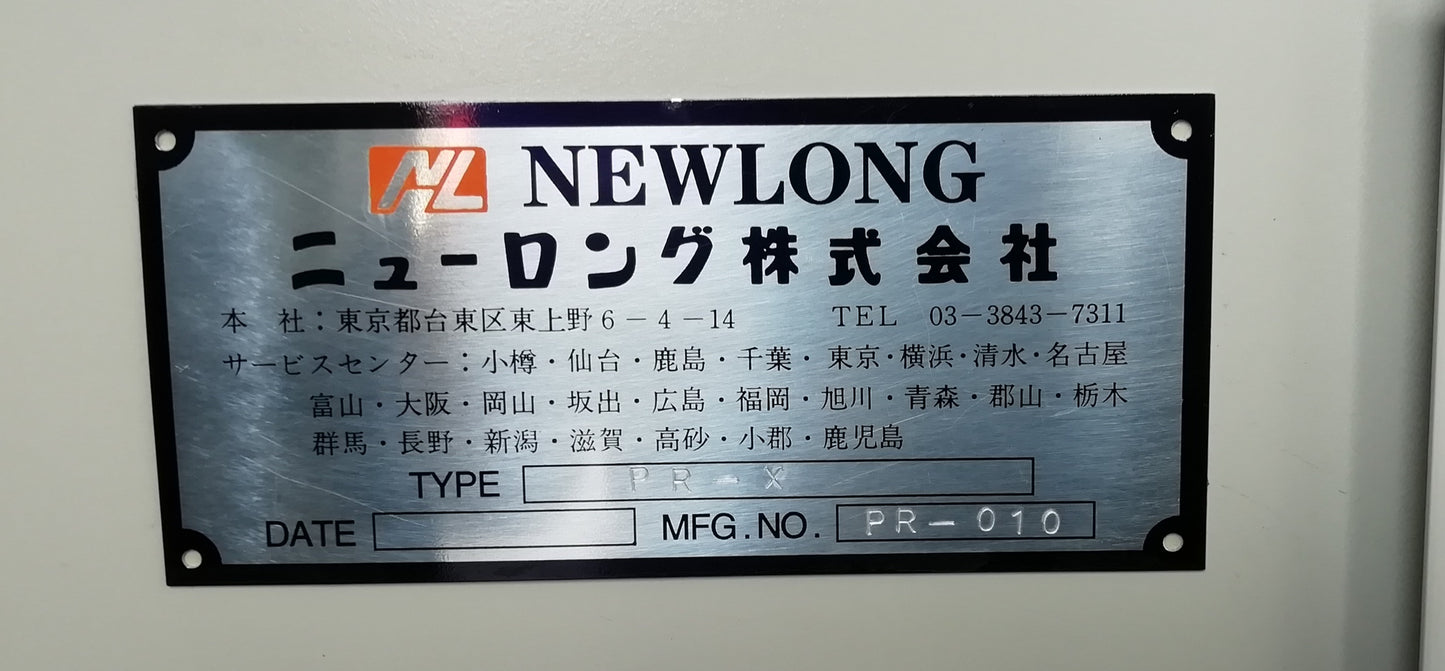 NL NEWLONG
ニューロング株式会社
本 社：東京都台東区東上野6－4－14 TEL 03－3843－7311
サービスセンター：小樽・仙台・鹿島・千葉・東京・横浜・清水・名古屋
富山・大阪・岡山・坂出・広島・福岡・旭川・青森・郡山・栃木
群馬・長野・新潟・滋賀・高砂・小郡・鹿児島
TYPE PR-X
DATE MFG.NO. PR-010